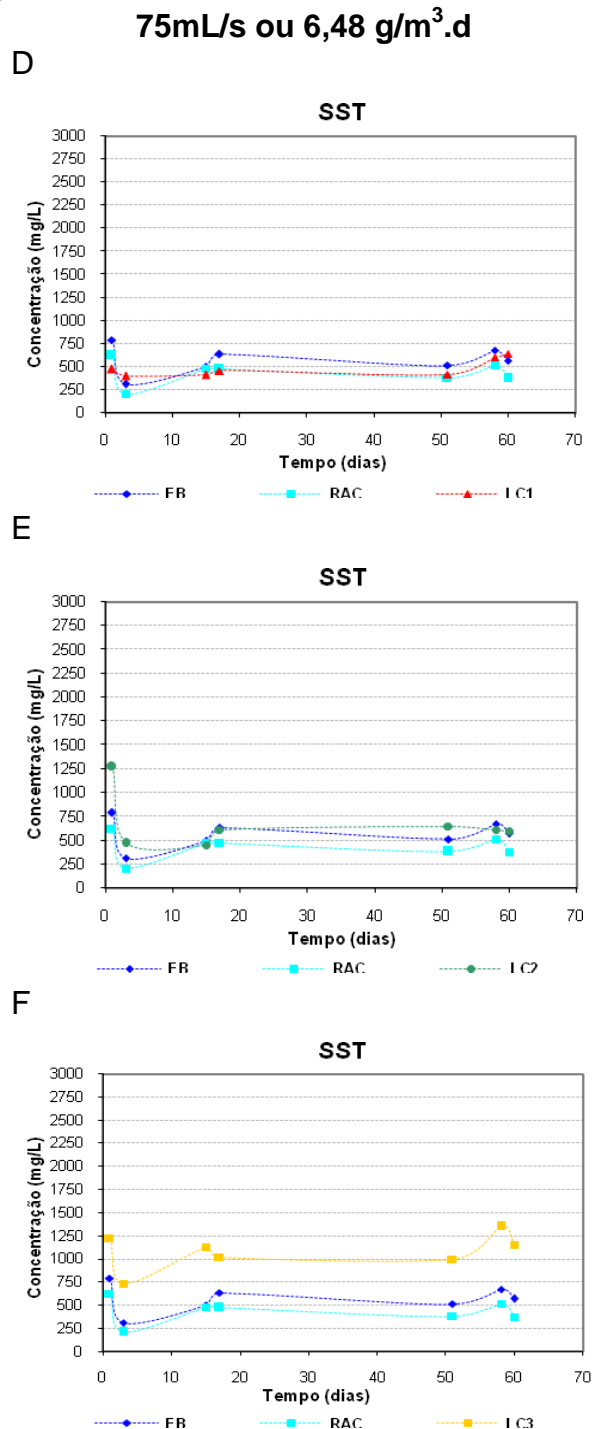 75mL/s ou 6,48 g/m³.d
D
SST
Concentração (mg/L)
3000
2750
2500
2250
2000
1750
1500
1250
1000
750
500
250
0
0 10 20 30 40 50 60 70
Tempo (dias)
EB RAC LC1
E
SST
Concentração (mg/L)
3000
2750
2500
2250
2000
1750
1500
1250
1000
750
500
250
0
0 10 20 30 40 50 60 70
Tempo (dias)
EB RAC LC2
F
SST
Concentração (mg/L)
3000
2750
2500
2250
2000
1750
1500
1250
1000
750
500
250
0
0 10 20 30 40 50 60 70
Tempo (dias)
EB RAC LC3